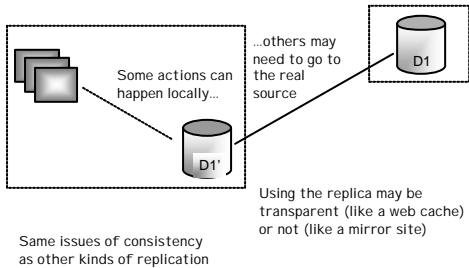 Some actions can
happen locally…
…others may
need to go to
the real
source
D1
D1'
Using the replica may be
transparent (like a web cache)
or not (like a mirror site)
Same issues of consistency
as other kinds of replication